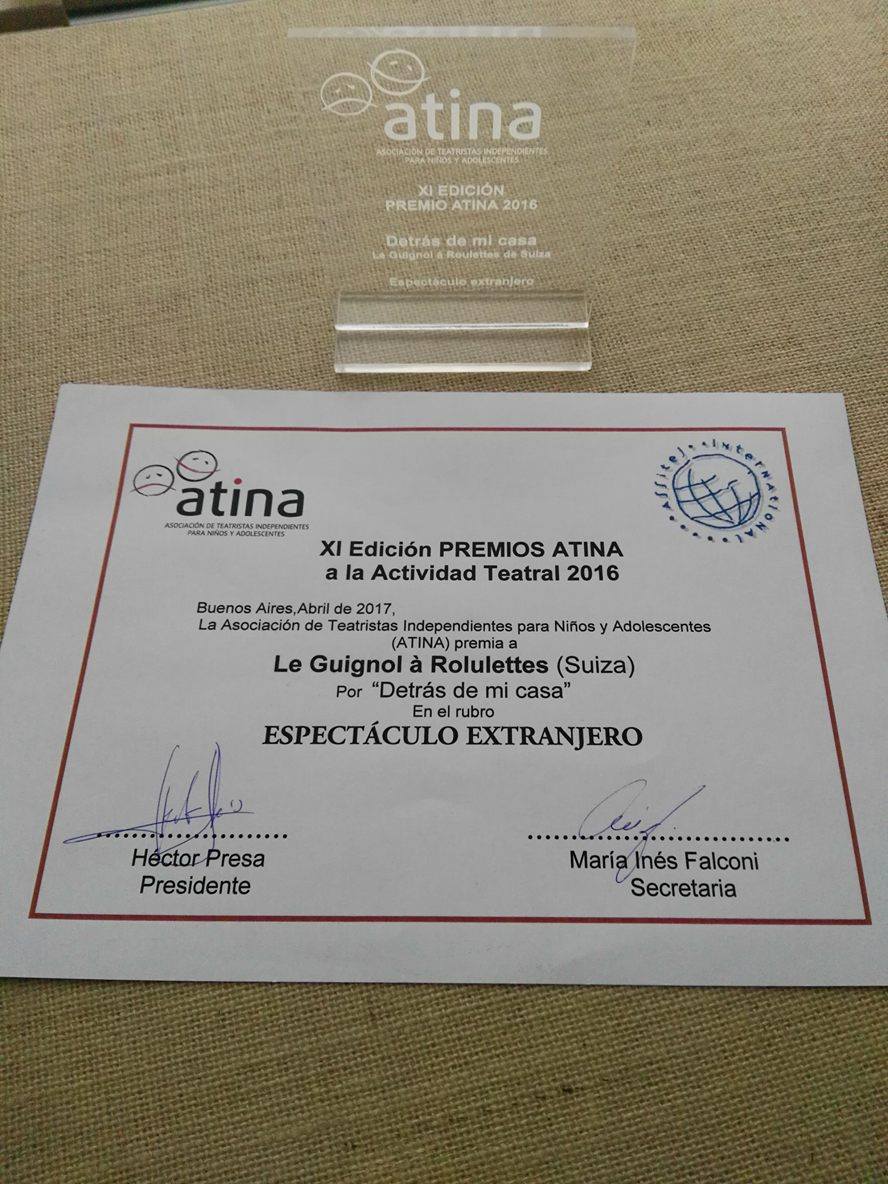 atina
ASOCIACIÓN DE TEATRISTAS INDEPENDIENTES
PARA NIÑOS Y ADOLESCENTES
XI EDICIÓN
PREMIO ATINA 2016
Detrás de mi casa
Le Guignol á Roulettes de Suiza
Espectáculo extranjero
atina
ASOCIACIÓN DE TEATRISTAS INDEPENDIENTES
PARA NIÑOS Y ADOLESCENTES
Assitej International
XI Edición PREMIOS ATINA
a la Actividad Teatral 2016
Buenos Aires,Abril de 2017,
La Asociación de Teatristas Independientes para Niños y Adolescentes
(ATINA) premia a
Le Guignol à Rolulettes (Suiza)
Por “Detrás de mi casa”
En el rubro
ESPECTÁCULO EXTRANJERO
Héctor Presa
Presidente
María Inés Falconi
Secretaria